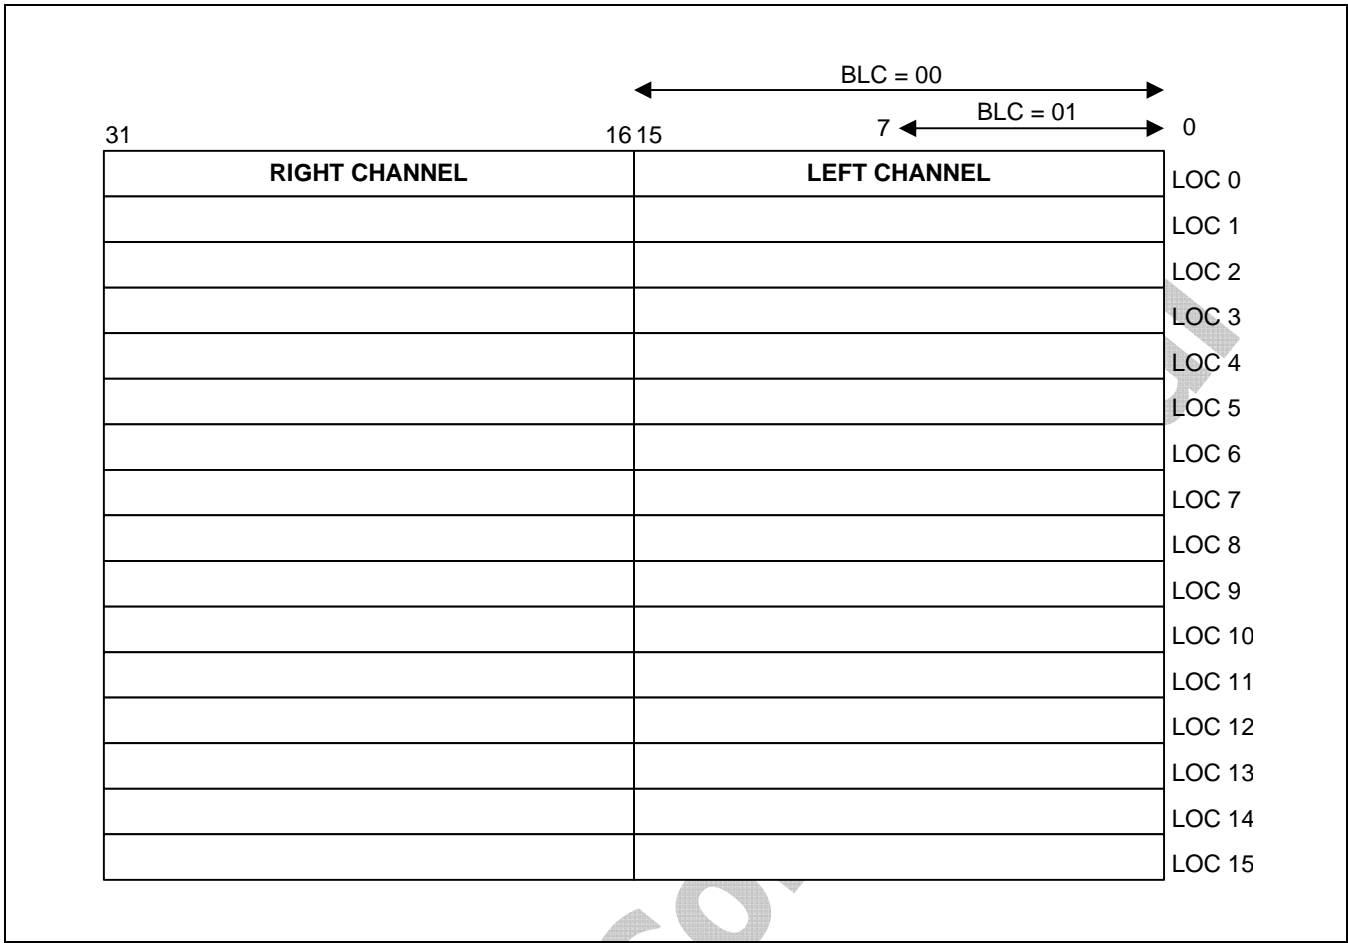 BLC = 00
BLC = 01
31
16 15
7
0
RIGHT CHANNEL
LEFT CHANNEL
LOC 0
LOC 1
LOC 2
LOC 3
LOC 4
LOC 5
LOC 6
LOC 7
LOC 8
LOC 9
LOC 10
LOC 11
LOC 12
LOC 13
LOC 14
LOC 15